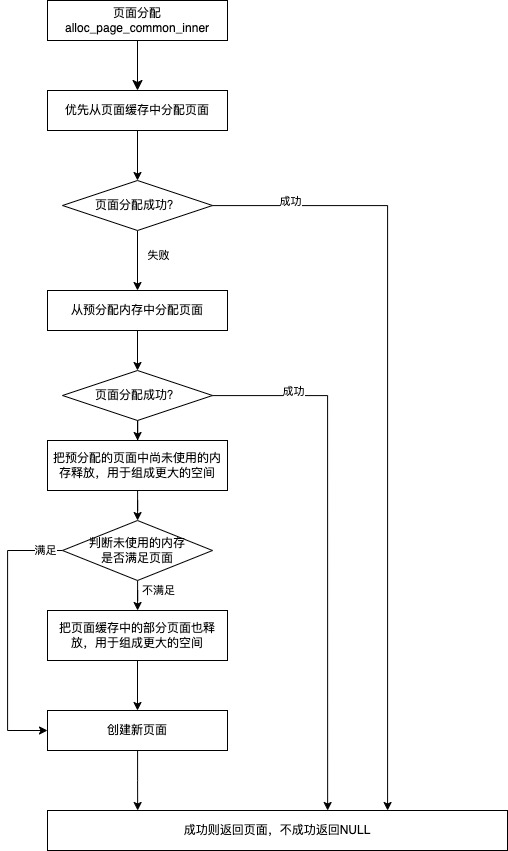 页面分配
alloc_page_common_inner
优先从页面缓存中分配页面
页面分配成功？
成功
失败
从预分配内存中分配页面
页面分配成功？
成功
把预分配的页面中尚未使用的内
存释放，用于组成更大的空间
判断未使用的内存
是否满足页面
满足
不满足
把页面缓存中的部分页面也释
放，用于组成更大的空间
创建新页面
成功则返回页面，不成功返回NULL